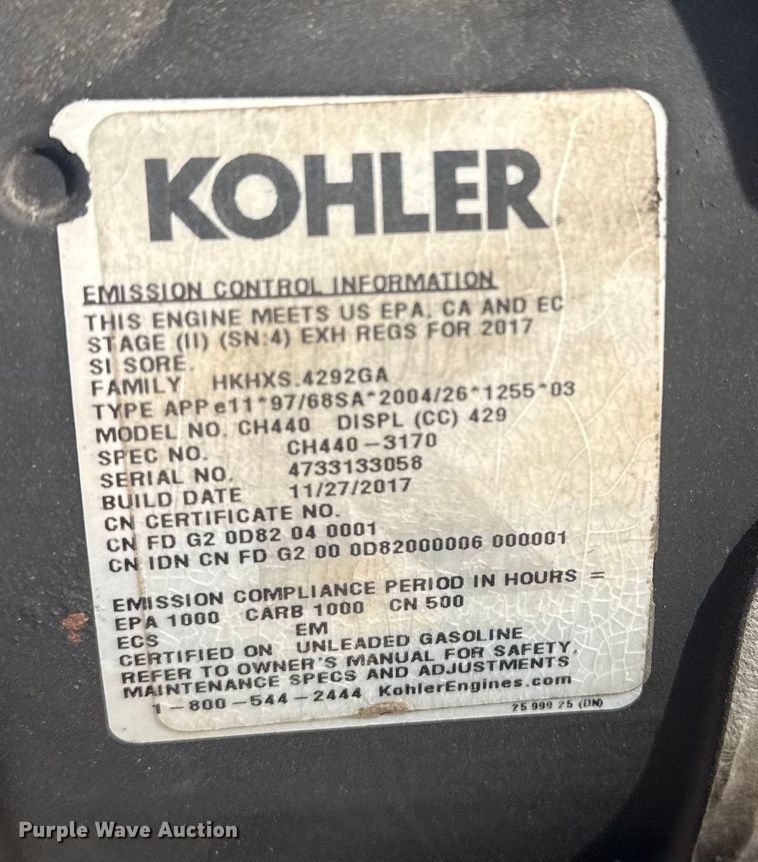 KOHLER
EMISSION CONTROL INFORMATION
THIS ENGINE MEETS US EPA, CA AND EC
STAGE (II) (SN:4) EXH REGS FOR 2017
SI SORE.
FAMILY HKHXS.4292GA
TYPE APP e11*97/68SA*2004/26*1255*03
MODEL NO. CH440 DISPL (CC) 429
SPEC NO. CH440-3170
SERIAL NO. 4733133058
BUILD DATE 11/27/2017
CN CERTIFICATE NO.
CN FD G2 0D82 04 0001
CN IDN CN FD G2 00 0D82000006 000001
EMISSION COMPLIANCE PERIOD IN HOURS =
EPA 1000 CARB 1000 CN 500
ECS EM
CERTIFIED ON UNLEADED GASOLINE
REFER TO OWNER'S MANUAL FOR SAFETY,
MAINTENANCE SPECS AND ADJUSTMENTS
1-800-544-2444 KohlerEngines.com
25 999 25 (DN)
Purple Wave Auction